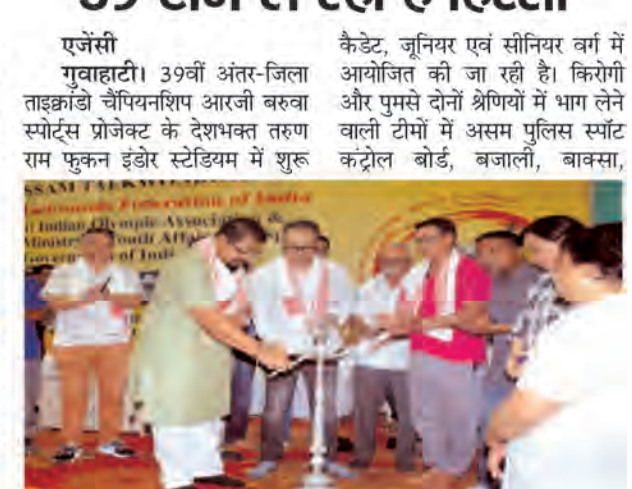 एजेंसी
गुवाहाटी। 39वीं अंतर-जिला
ताइक्वांडो चैंपियनशिप आरजी बरुवा
स्पोर्ट्स प्रोजेक्ट के देशभक्त तरुण
राम फुकन इंडोर स्टेडियम में शुरू
कैडेट, जूनियर एवं सीनियर वर्ग में
आयोजित की जा रही है। किरोगी
और पुमसे दोनों श्रेणियों में भाग लेने
वाली टीमों में असम पुलिस स्पॉट
कंट्रोल बोर्ड, बजाली, बाक्सा,
Federation of India
Indian Olympic Association &
Government of Indi